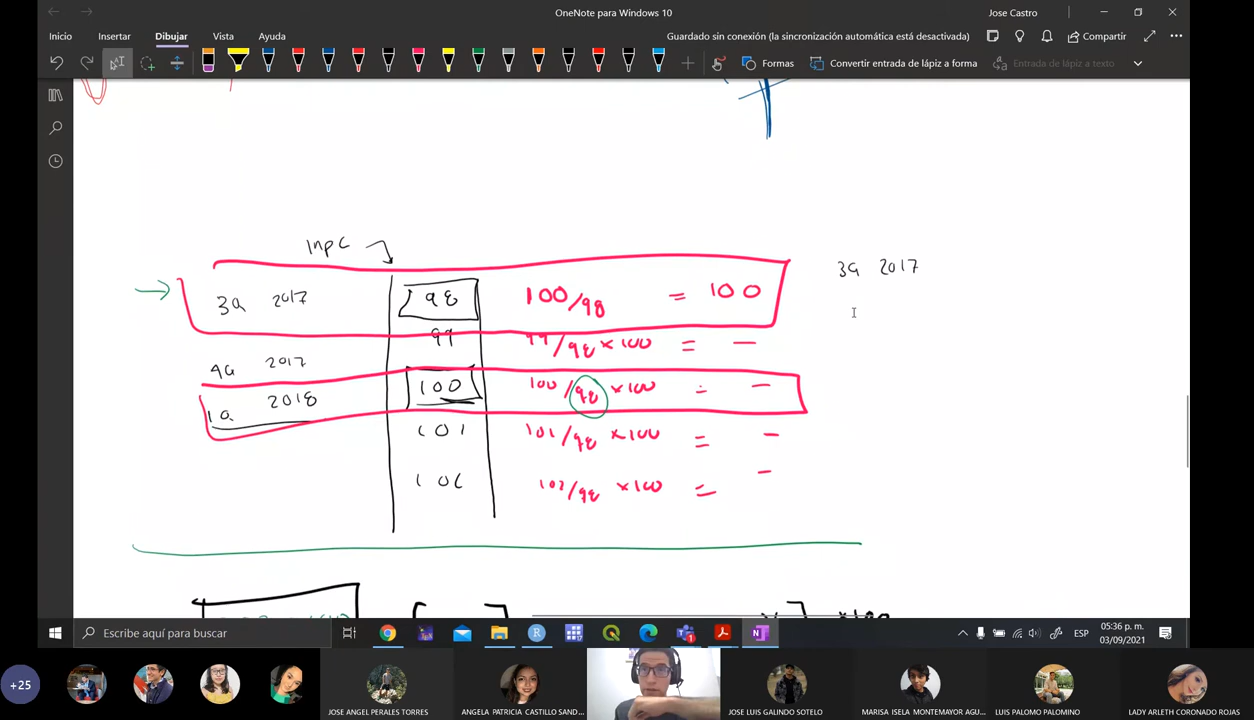 OneNote para Windows 10
Jose Castro
Inicio Insertar Dibujar Vista Ayuda
Guardado sin conexión (la sincronización automática está desactivada)
Compartir
Formas
Convertir entrada de lápiz a forma
Entrada de lápiz a texto
Inpc
3a 2017
3a 2017 98 100/98 = 100
99 99/98 x 100 = —
4a 2017
1a 2018 100 100/98 x 100 = —
101 101/98 x 100 = —
102/98 x 100 = —
x100
Escribe aquí para buscar
ESP
05:36 p. m.
03/09/2021
+25
JOSE ANGEL PERALES TORRES
ANGELA PATRICIA CASTILLO SAND...
JOSE LUIS GALINDO SOTELO
MARISA ISELA MONTEMAYOR AGU...
LUIS PALOMO PALOMINO
LADY ARLETH CORONADO ROJAS